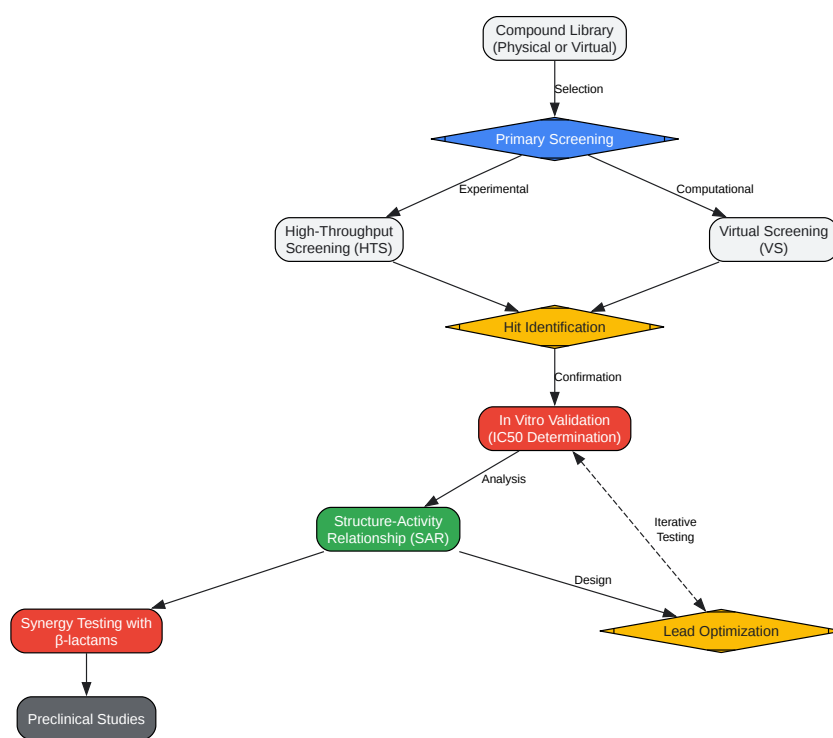 Compound Library
(Physical or Virtual)
Selection
Primary Screening
Experimental
Computational
High-Throughput
Screening (HTS)
Virtual Screening
(VS)
Hit Identification
Confirmation
In Vitro Validation
(IC50 Determination)
Analysis
Structure-Activity
Relationship (SAR)
Iterative
Testing
Design
Synergy Testing with
β-lactams
Lead Optimization
Preclinical Studies